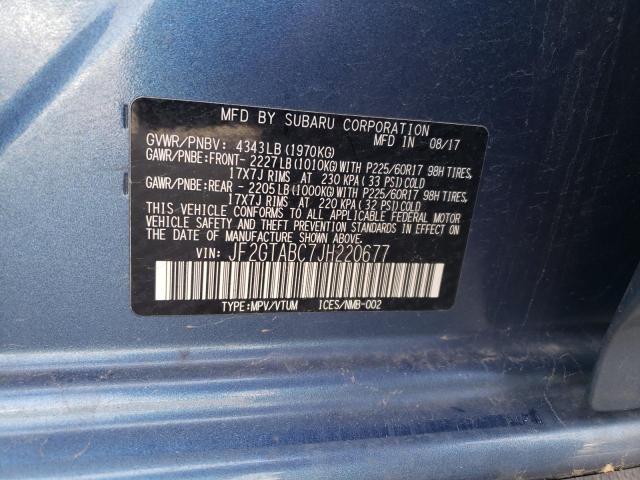 MFD BY SUBARU CORPORATION
MFD IN 08/17
GVWR/PNBV: 4343LB(1970KG)
GAWR/PNBE:FRONT- 2227LB(1010KG)WITH P225/60R17 98H TIRES,
17X7J RIMS AT 230 KPA(33 PSI)COLD
GAWR/PNBE:REAR - 2205LB(1000KG)WITH P225/60R17 98H TIRES,
17X7J RIMS AT 220 KPA(32 PSI)COLD
THIS VEHICLE CONFORMS TO ALL APPLICABLE FEDERAL MOTOR
VEHICLE SAFETY AND THEFT PREVENTION STANDARDS IN EFFECT
ON THE DATE OF MANUFACTURE SHOWN ABOVE.
VIN: JF2GTABC7JH220677
TYPE:MPV/VTUM ICES/NMB-002